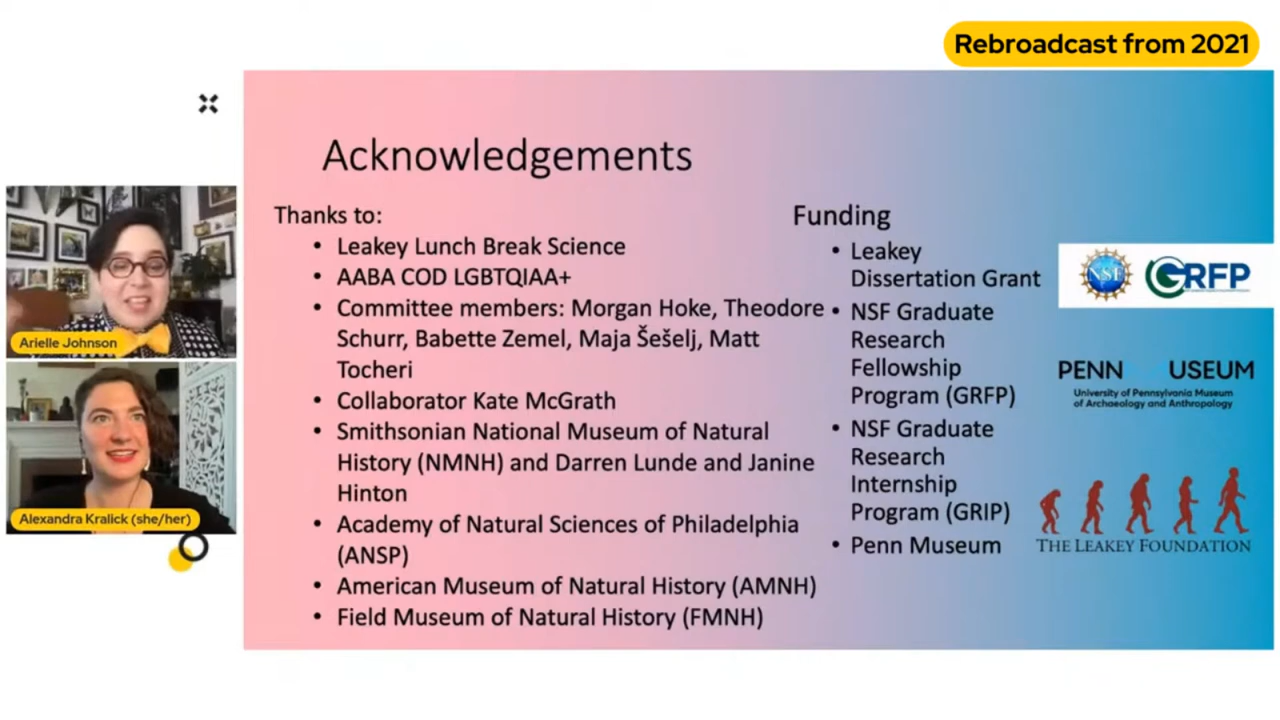 Rebroadcast from 2021
Acknowledgements
Thanks to:
• Leakey Lunch Break Science
• AABA COD LGBTQIAA+
• Committee members: Morgan Hoke, Theodore
Schurr, Babette Zemel, Maja Šešelj, Matt
Tocheri
• Collaborator Kate McGrath
• Smithsonian National Museum of Natural
History (NMNH) and Darren Lunde and Janine
Hinton
• Academy of Natural Sciences of Philadelphia
(ANSP)
• American Museum of Natural History (AMNH)
• Field Museum of Natural History (FMNH)
Funding
• Leakey
Dissertation Grant
• NSF Graduate
Research
Fellowship
Program (GRFP)
• NSF Graduate
Research
Internship
Program (GRIP)
• Penn Museum
NSF GRFP
PENN USEUM
University of Pennsylvania Museum
of Archaeology and Anthropology
THE LEAKEY FOUNDATION
Arielle Johnson
Alexandra Kralick (she/her)